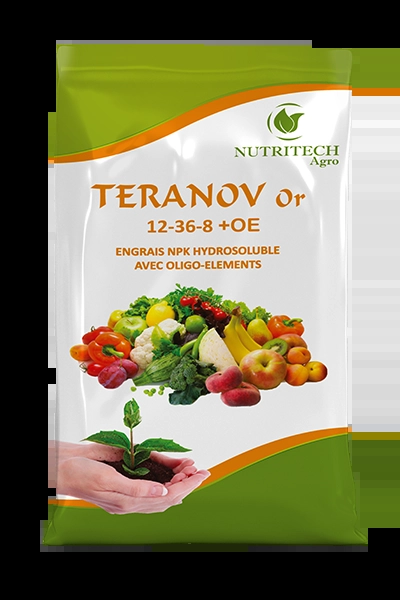 NUTRITECH
Agro
TERANOV Or
12-36-8 +OE
ENGRAIS NPK HYDROSOLUBLE
AVEC OLIGO-ELEMENTS